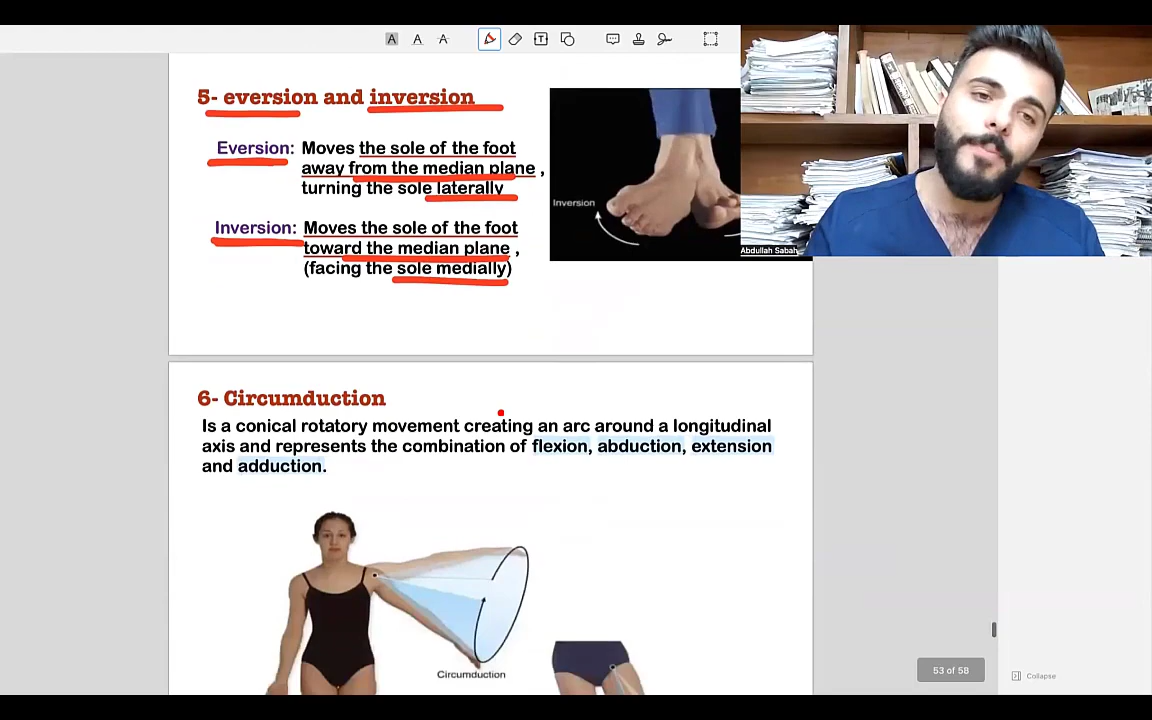 A A A T
5- eversion and inversion
Eversion: Moves the sole of the foot
away from the median plane ,
turning the sole laterally
Inversion: Moves the sole of the foot
toward the median plane ,
(facing the sole medially)
Inversion
Abdullah Sabah
6- Circumduction
Is a conical rotatory movement creating an arc around a longitudinal
axis and represents the combination of flexion, abduction, extension
and adduction.
Circumduction
53 of 58
Collapse